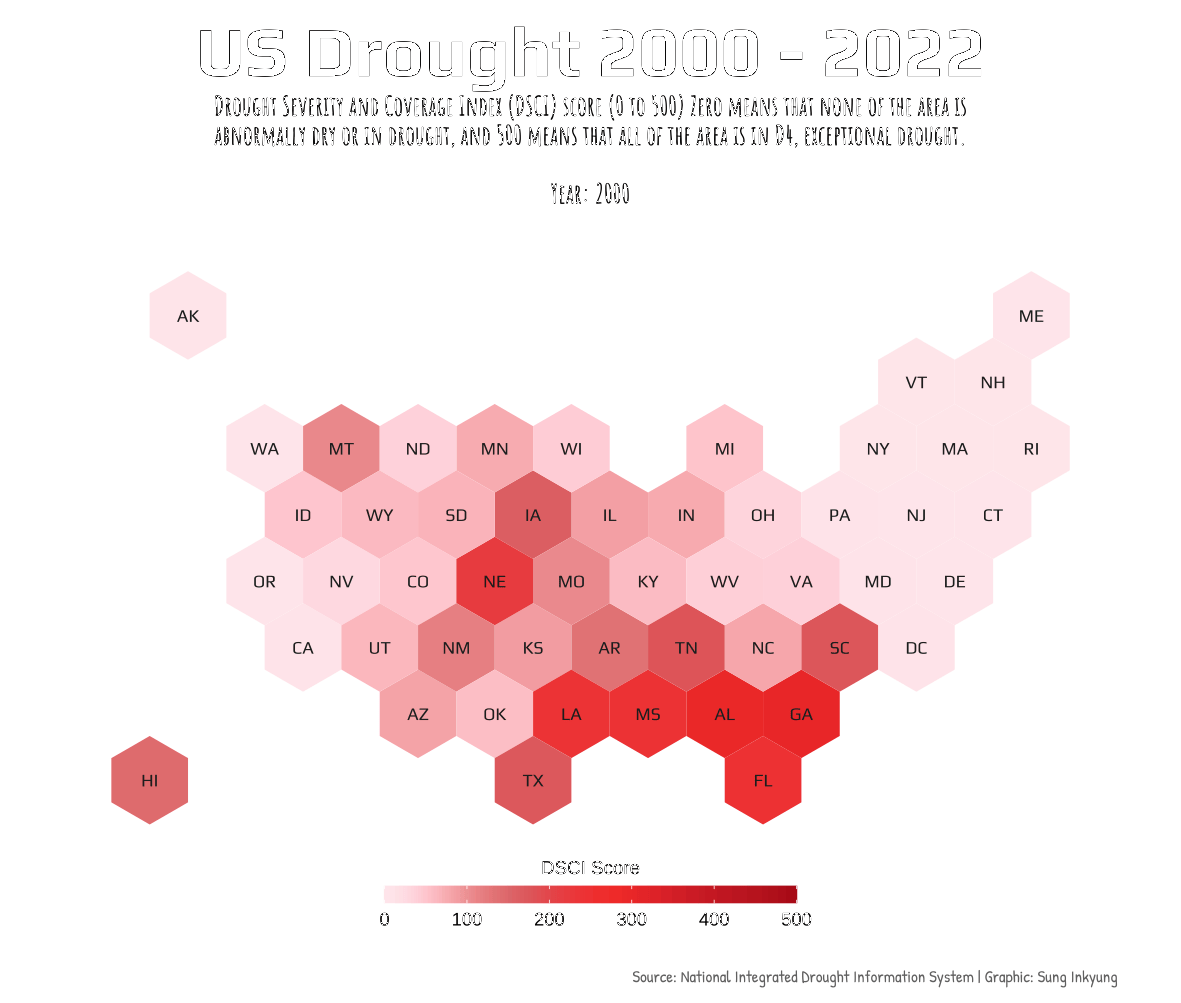 US Drought 2000 - 2022
Drought Severity and Coverage Index (DSCI) score (0 to 500) Zero means that none of the area is
abnormally dry or in drought, and 500 means that all of the area is in D4, exceptional drought.
Year: 2000
AK ME
VT NH
WA MT ND MN WI MI NY MA RI
ID WY SD IA IL IN OH PA NJ CT
OR NV CO NE MO KY WV VA MD DE
CA UT NM KS AR TN NC SC DC
AZ OK LA MS AL GA
HI TX FL
DSCI Score
0 100 200 300 400 500
Source: National Integrated Drought Information System | Graphic: Sung Inkyung